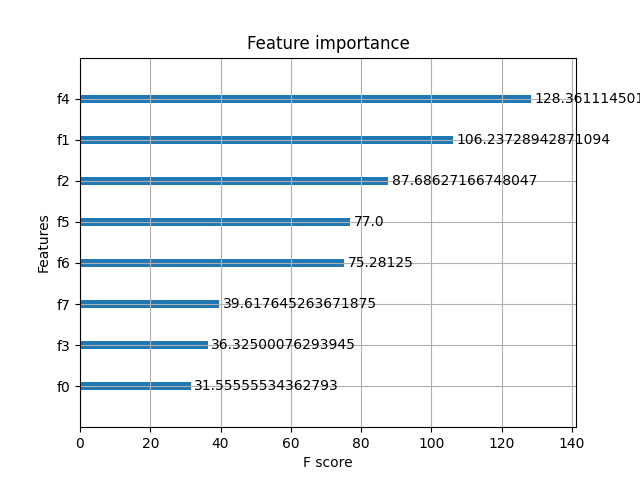 Feature importance
f4 128.361114501
f1 106.23728942871094
f2 87.68627166748047
f5 77.0
f6 75.28125
f7 39.617645263671875
f3 36.32500076293945
f0 31.55555534362793
Features
0 20 40 60 80 100 120 140
F score